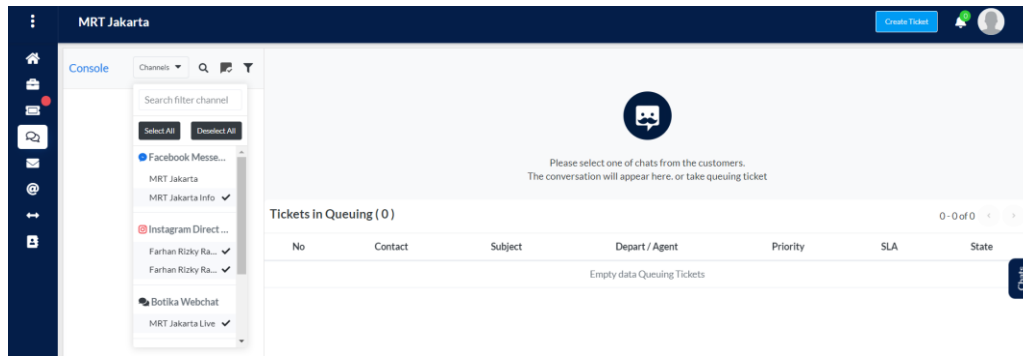 MRT Jakarta
Create Ticket
0
Console
Channels
Search filter channel
Select All
Deselect All
Facebook Messe...
MRT Jakarta
MRT Jakarta Info
Instagram Direct ...
Farhan Rizky Ra...
Farhan Rizky Ra...
Botika Webchat
MRT Jakarta Live
Please select one of chats from the customers.
The conversation will appear here. or take queuing ticket
Tickets in Queuing ( 0 )
0 - 0 of 0
No Contact Subject Depart / Agent Priority SLA State
Empty data Queuing Tickets
Chats